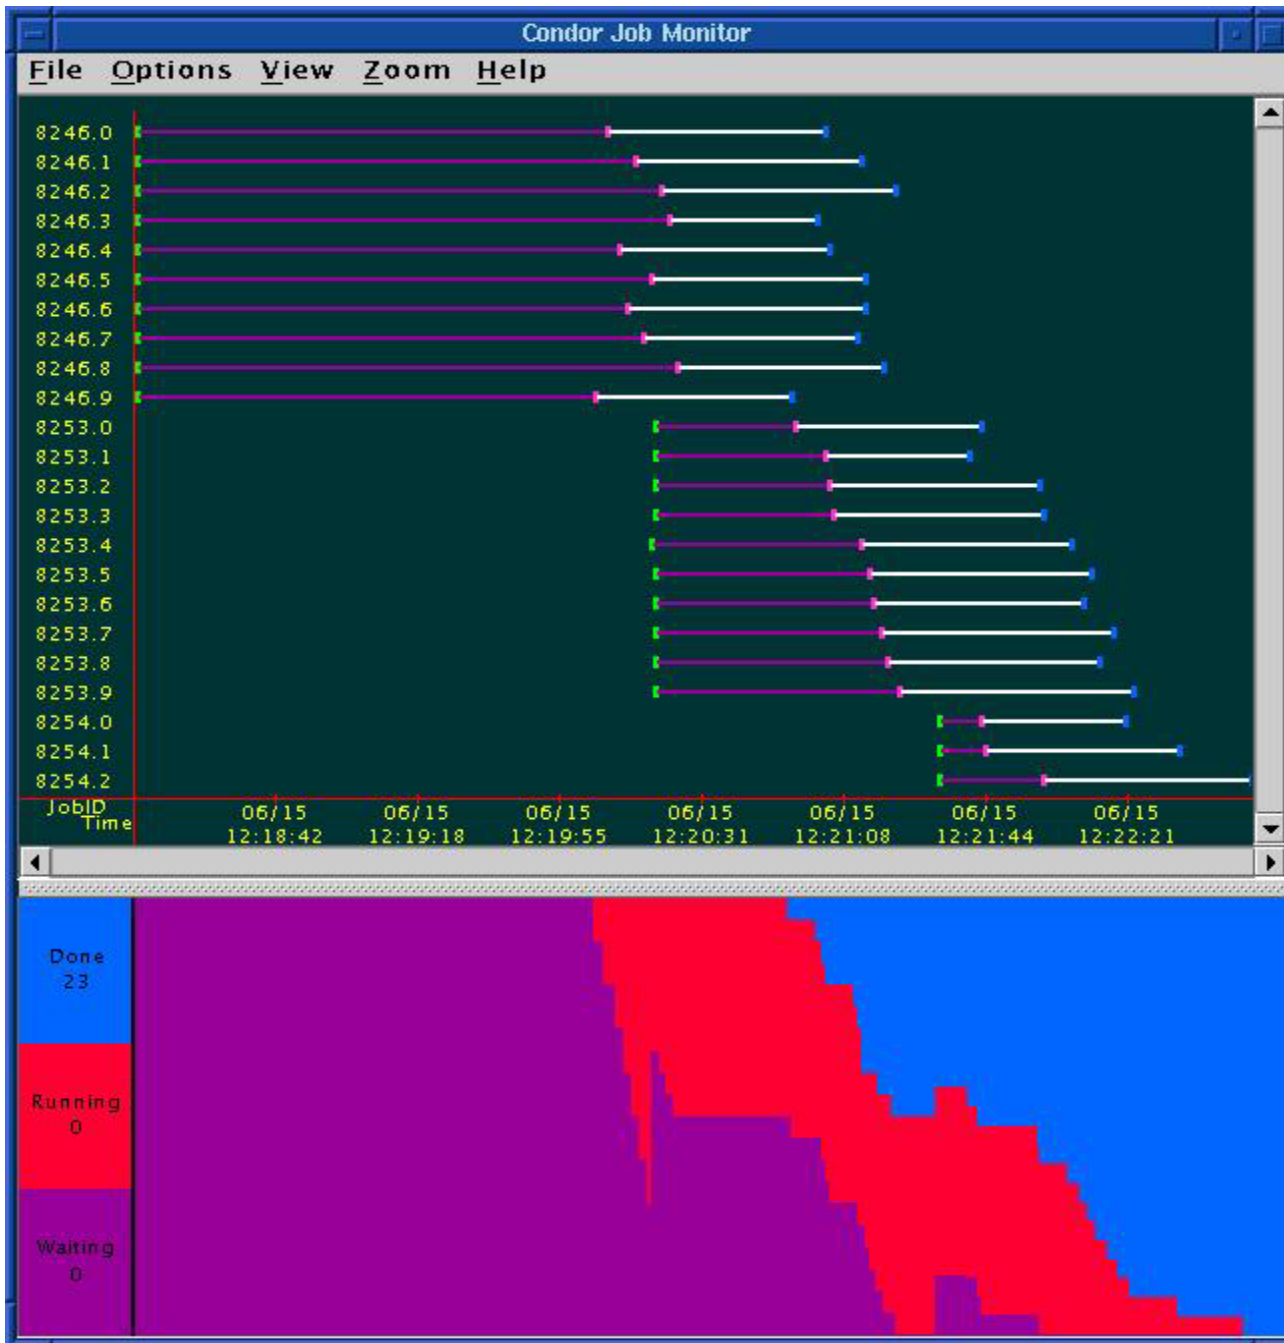 Condor Job Monitor
File Options View Zoom Help
8246.0
8246.1
8246.2
8246.3
8246.4
8246.5
8246.6
8246.7
8246.8
8246.9
8253.0
8253.1
8253.2
8253.3
8253.4
8253.5
8253.6
8253.7
8253.8
8253.9
8254.0
8254.1
8254.2
JobID
Time
06/15 06/15 06/15 06/15 06/15 06/15 06/15
12:18:42 12:19:18 12:19:55 12:20:31 12:21:08 12:21:44 12:22:21
Done
23
Running
0
Waiting
0